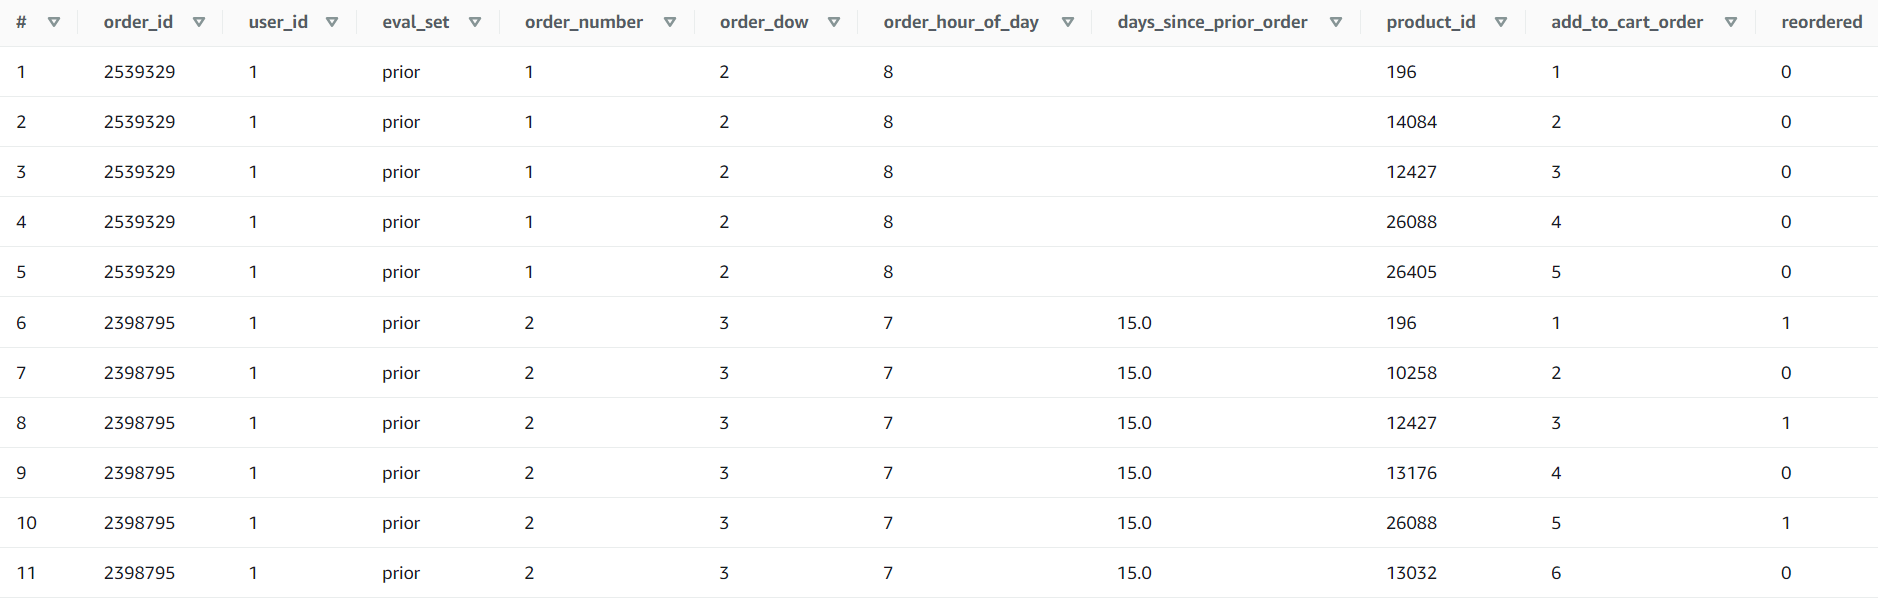 # order_id user_id eval_set order_number order_dow order_hour_of_day days_since_prior_order product_id add_to_cart_order reordered
1 2539329 1 prior 1 2 8 196 1 0
2 2539329 1 prior 1 2 8 14084 2 0
3 2539329 1 prior 1 2 8 12427 3 0
4 2539329 1 prior 1 2 8 26088 4 0
5 2539329 1 prior 1 2 8 26405 5 0
6 2398795 1 prior 2 3 7 15.0 196 1 1
7 2398795 1 prior 2 3 7 15.0 10258 2 0
8 2398795 1 prior 2 3 7 15.0 12427 3 1
9 2398795 1 prior 2 3 7 15.0 13176 4 0
10 2398795 1 prior 2 3 7 15.0 26088 5 1
11 2398795 1 prior 2 3 7 15.0 13032 6 0